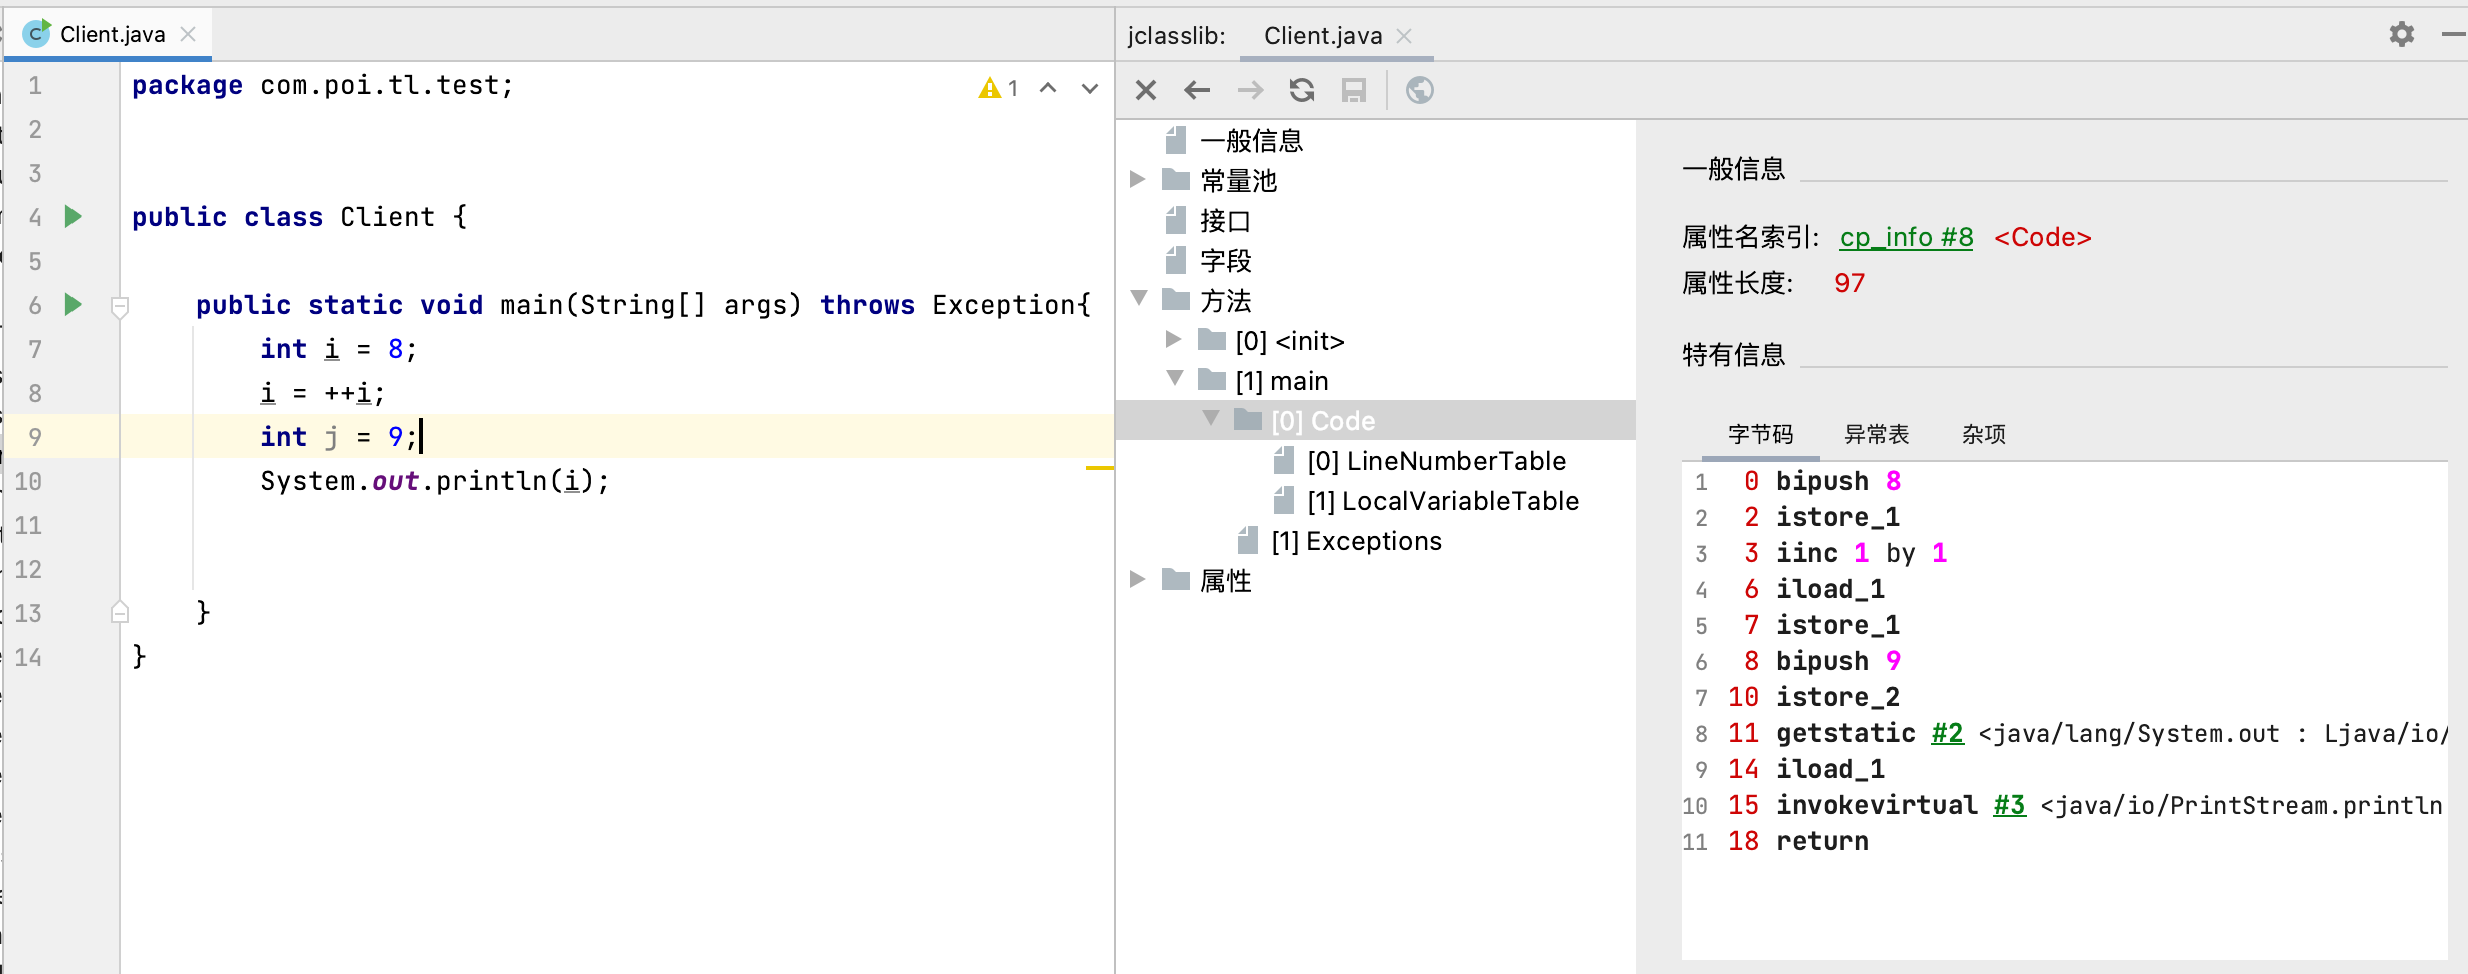 Client.java
1 package com.poi.tl.test;
1
2
3
4 public class Client {
5
6 public static void main(String[] args) throws Exception{
7 int i = 8;
8 i = ++i;
9 int j = 9;
10 System.out.println(i);
11
12
13 }
14 }
jclasslib: Client.java
一般信息
常量池
接口
字段
方法
[0] <init>
[1] main
[0] Code
[0] LineNumberTable
[1] LocalVariableTable
[1] Exceptions
属性
一般信息
属性名索引: cp_info #8 <Code>
属性长度: 97
特有信息
字节码 异常表 杂项
1 0 bipush 8
2 2 istore_1
3 3 iinc 1 by 1
4 6 iload_1
5 7 istore_1
6 8 bipush 9
7 10 istore_2
8 11 getstatic #2 <java/lang/System.out : Ljava/io/
9 14 iload_1
10 15 invokevirtual #3 <java/io/PrintStream.println
11 18 return